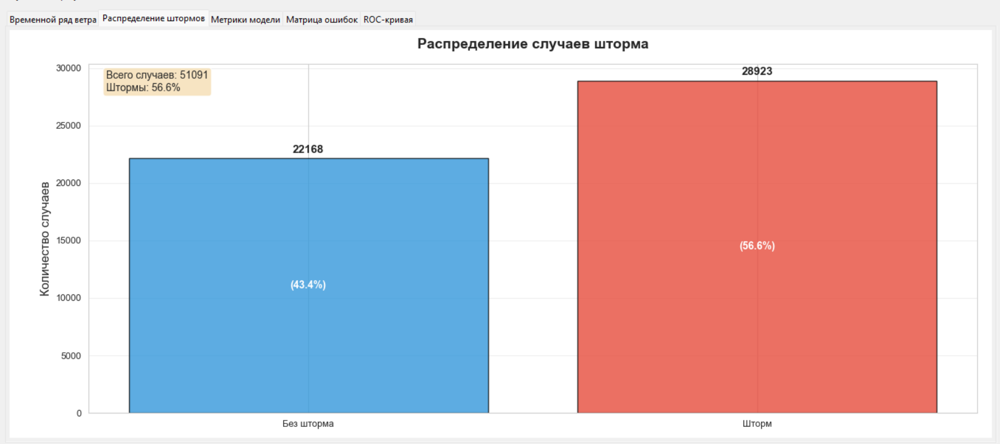 Временной ряд ветра Распределение штормов Метрики модели Матрица ошибок ROC-кривая
Распределение случаев шторма
Всего случаев: 51091
Штормы: 56.6%
30000
25000
20000
15000
10000
5000
0
Количество случаев
22168
(43.4%)
28923
(56.6%)
Без шторма
Шторм